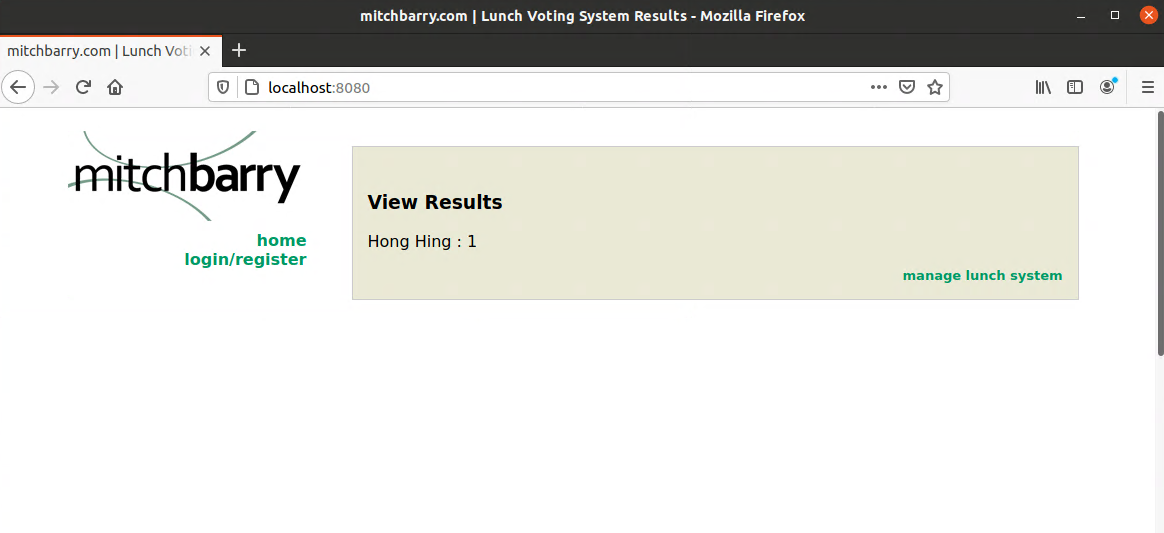 mitchbarry.com | Lunch Voting System Results - Mozilla Firefox
mitchbarry.com | Lunch Voti
localhost:8080
mitchbarry
home
login/register
View Results
Hong Hing : 1
manage lunch system